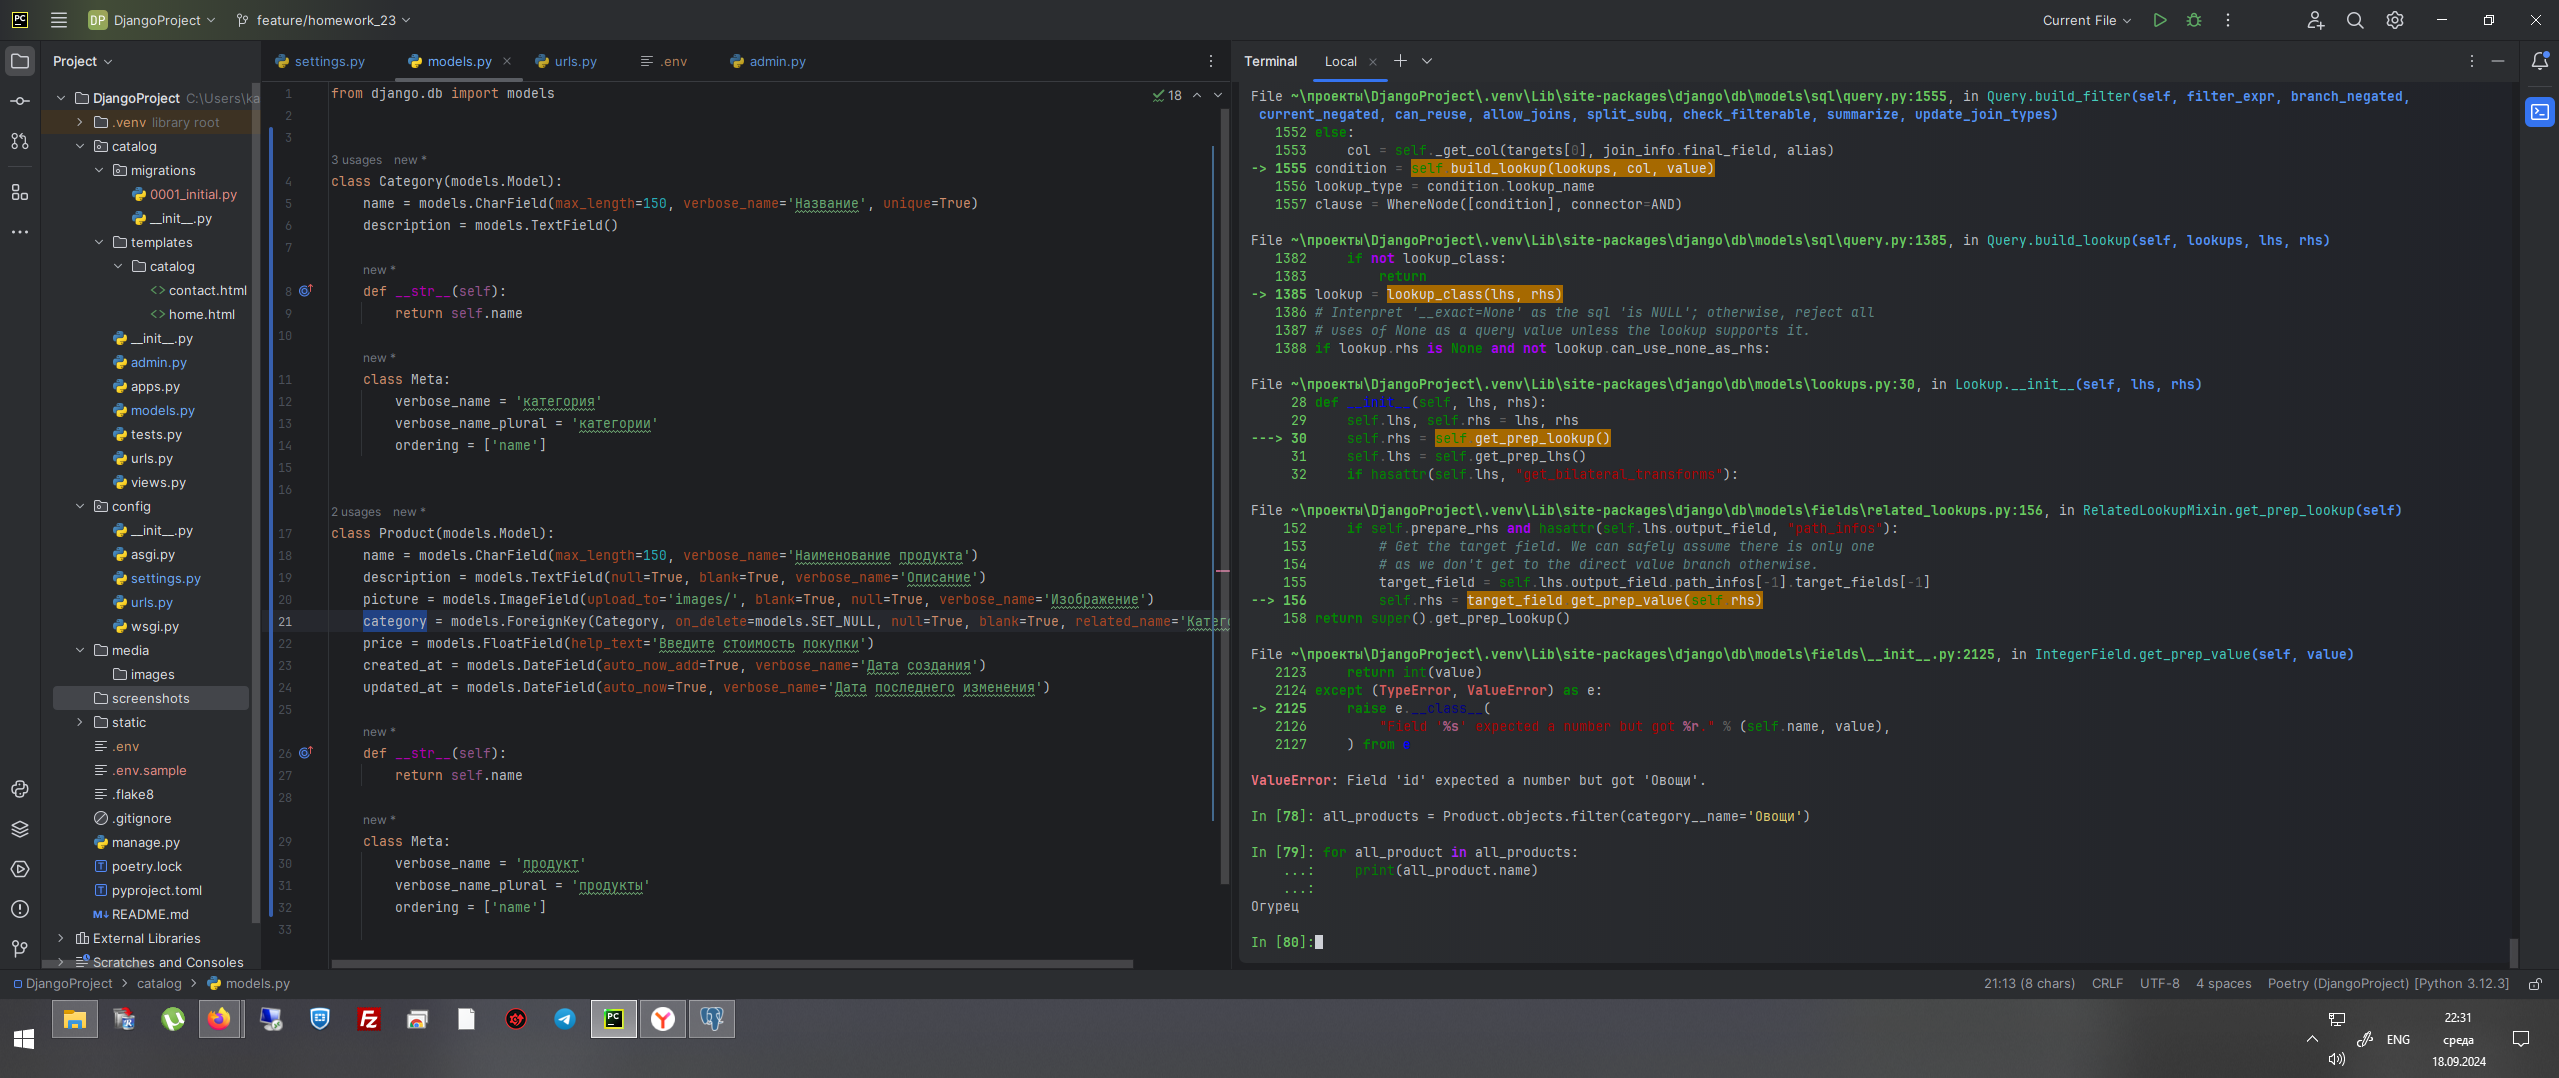 DP DjangoProject feature/homework_23 Current File
Project
DjangoProject C:\Users\ka
.venv library root
catalog
migrations
0001_initial.py
__init__.py
templates
catalog
contact.html
home.html
__init__.py
admin.py
apps.py
models.py
tests.py
urls.py
views.py
config
__init__.py
asgi.py
settings.py
urls.py
wsgi.py
media
images
screenshots
static
.env
.env.sample
.flake8
.gitignore
manage.py
poetry.lock
pyproject.toml
README.md
External Libraries
Scratches and Consoles
settings.py models.py urls.py .env admin.py
18
1 from django.db import models
2
3
3 usages new *
4 class Category(models.Model):
5 name = models.CharField(max_length=150, verbose_name='Название', unique=True)
6 description = models.TextField()
7
new *
8 def __str__(self):
9 return self.name
10
new *
11 class Meta:
12 verbose_name = 'категория'
13 verbose_name_plural = 'категории'
14 ordering = ['name']
15
16
2 usages new *
17 class Product(models.Model):
18 name = models.CharField(max_length=150, verbose_name='Наименование продукта')
19 description = models.TextField(null=True, blank=True, verbose_name='Описание')
20 picture = models.ImageField(upload_to='images/', blank=True, null=True, verbose_name='Изображение')
21 category = models.ForeignKey(Category, on_delete=models.SET_NULL, null=True, blank=True, related_name='Катего
22 price = models.FloatField(help_text='Введите стоимость покупки')
23 created_at = models.DateField(auto_now_add=True, verbose_name='Дата создания')
24 updated_at = models.DateField(auto_now=True, verbose_name='Дата последнего изменения')
25
new *
26 def __str__(self):
27 return self.name
28
new *
29 class Meta:
30 verbose_name = 'продукт'
31 verbose_name_plural = 'продукты'
32 ordering = ['name']
33
Terminal Local
File ~\проекты\DjangoProject\.venv\Lib\site-packages\django\db\models\sql\query.py:1555, in Query.build_filter(self, filter_expr, branch_negated,
current_negated, can_reuse, allow_joins, split_subq, check_filterable, summarize, update_join_types)
1552 else:
1553 col = self._get_col(targets[0], join_info.final_field, alias)
-> 1555 condition = self.build_lookup(lookups, col, value)
1556 lookup_type = condition.lookup_name
1557 clause = WhereNode([condition], connector=AND)
File ~\проекты\DjangoProject\.venv\Lib\site-packages\django\db\models\sql\query.py:1385, in Query.build_lookup(self, lookups, lhs, rhs)
1382 if not lookup_class:
1383 return
-> 1385 lookup = lookup_class(lhs, rhs)
1386 # Interpret '__exact=None' as the sql 'is NULL'; otherwise, reject all
1387 # uses of None as a query value unless the lookup supports it.
1388 if lookup.rhs is None and not lookup.can_use_none_as_rhs:
File ~\проекты\DjangoProject\.venv\Lib\site-packages\django\db\models\lookups.py:30, in Lookup.__init__(self, lhs, rhs)
28 def __init__(self, lhs, rhs):
29 self.lhs, self.rhs = lhs, rhs
---> 30 self.rhs = self.get_prep_lookup()
31 self.lhs = self.get_prep_lhs()
32 if hasattr(self.lhs, "get_bilateral_transforms"):
File ~\проекты\DjangoProject\.venv\Lib\site-packages\django\db\models\fields\related_lookups.py:156, in RelatedLookupMixin.get_prep_lookup(self)
152 if self.prepare_rhs and hasattr(self.lhs.output_field, "path_infos"):
153 # Get the target field. We can safely assume there is only one
154 # as we don't get to the direct value branch otherwise.
155 target_field = self.lhs.output_field.path_infos[-1].target_fields[-1]
--> 156 self.rhs = target_field.get_prep_value(self.rhs)
158 return super().get_prep_lookup()
File ~\проекты\DjangoProject\.venv\Lib\site-packages\django\db\models\fields\__init__.py:2125, in IntegerField.get_prep_value(self, value)
2123 return int(value)
2124 except (TypeError, ValueError) as e:
-> 2125 raise e.__class__(
2126 "Field '%s' expected a number but got %r." % (self.name, value),
2127 ) from e
ValueError: Field 'id' expected a number but got 'Овощи'.
In [78]: all_products = Product.objects.filter(category__name='Овощи')
In [79]: for all_product in all_products:
...: print(all_product.name)
...:
Огурец
In [80]:
DjangoProject > catalog > models.py 21:13 (8 chars) CRLF UTF-8 4 spaces Poetry (DjangoProject) [Python 3.12.3]
ENG
22:31
среда
18.09.2024